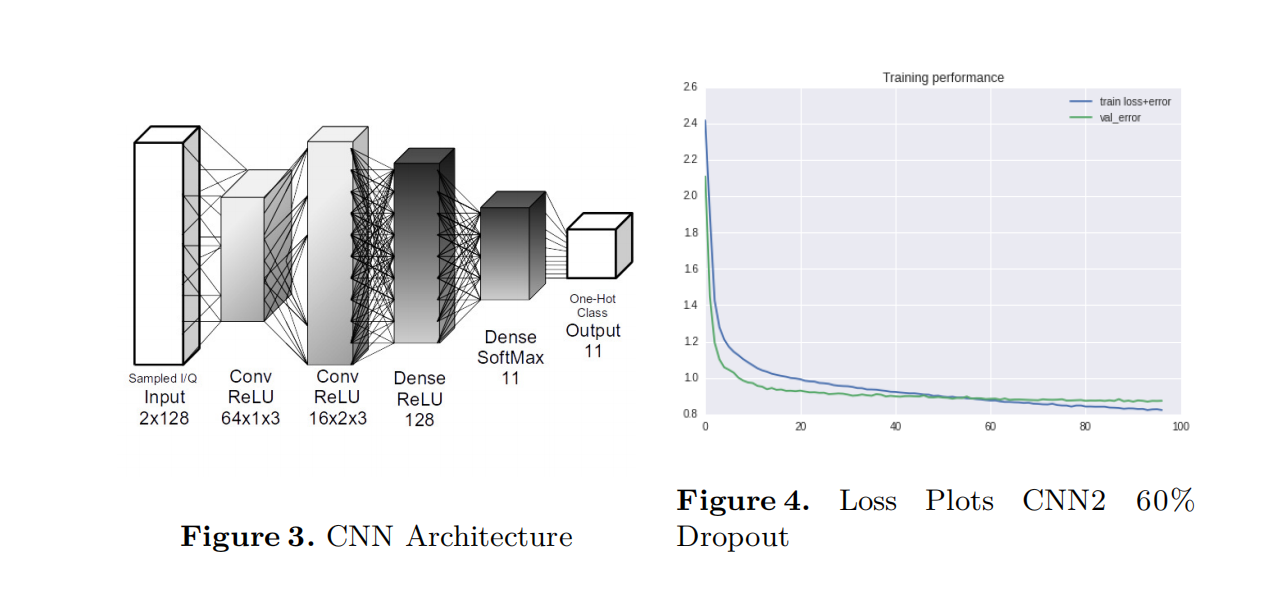 Sampled I/Q
Input
2x128
Conv
ReLU
64x1x3
Conv
ReLU
16x2x3
Dense
ReLU
128
Dense
SoftMax
11
One-Hot
Class
Output
11
Figure 3. CNN Architecture
Training performance
train loss+error
val_error
2.6
2.4
2.2
2.0
1.8
1.6
1.4
1.2
1.0
0.8
0 20 40 60 80 100
Figure 4. Loss Plots CNN2 60%
Dropout